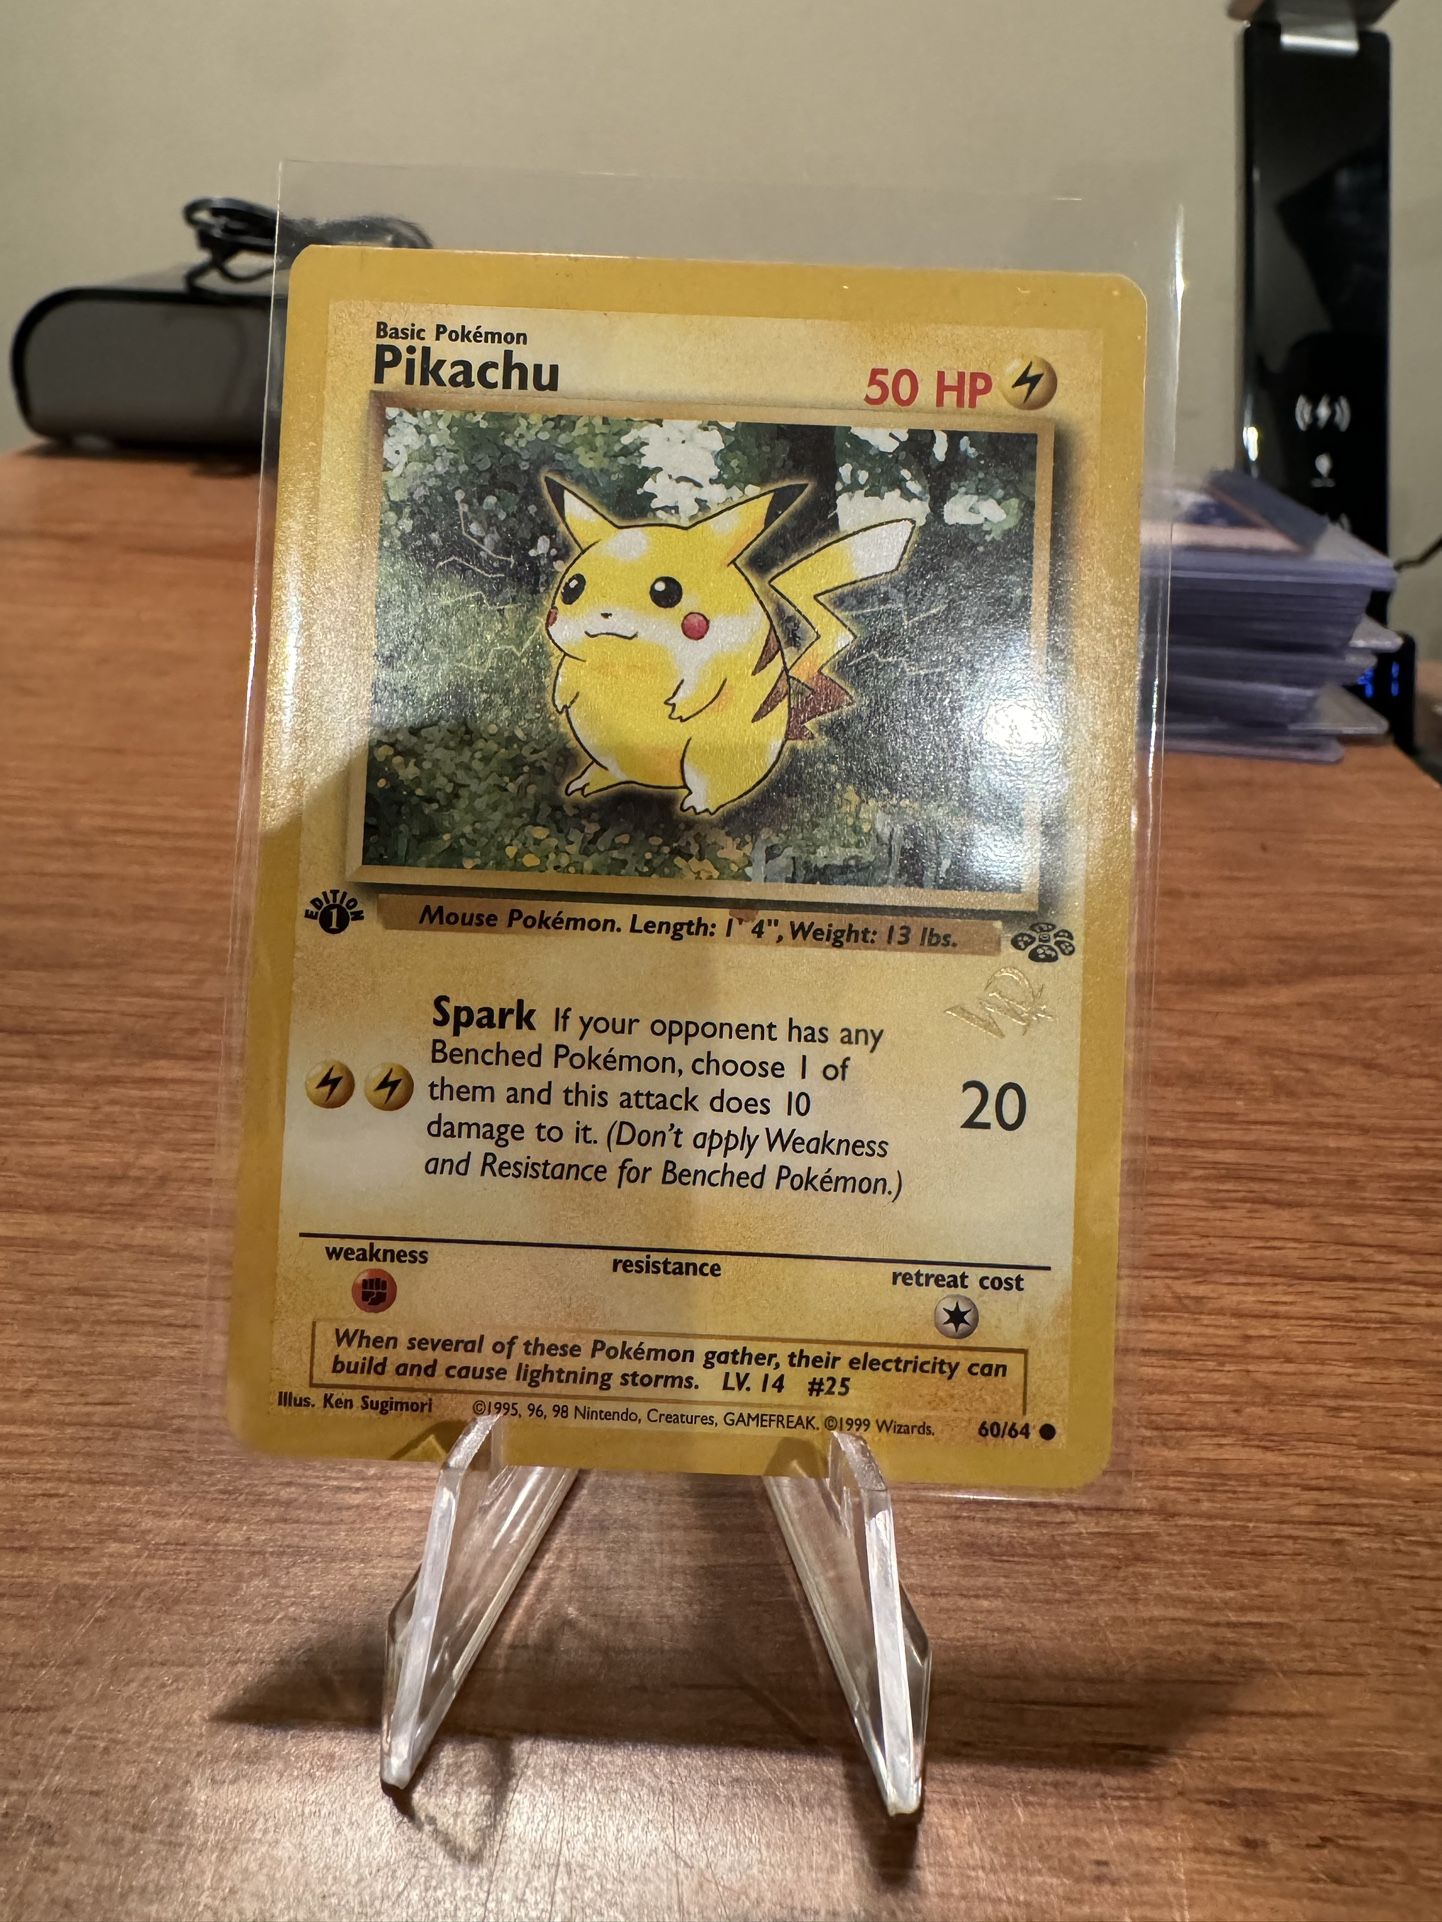 Basic Pokémon
Pikachu
50 HP
EDITION
1
Mouse Pokémon. Length: 1' 4", Weight: 13 lbs.
W
Spark If your opponent has any
Benched Pokémon, choose 1 of
them and this attack does 10
damage to it. (Don't apply Weakness
and Resistance for Benched Pokémon.)
20
weakness
resistance
retreat cost
When several of these Pokémon gather, their electricity can
build and cause lightning storms. LV. 14 #25
Illus. Ken Sugimori
©1995, 96, 98 Nintendo, Creatures, GAMEFREAK. ©1999 Wizards.
60/64